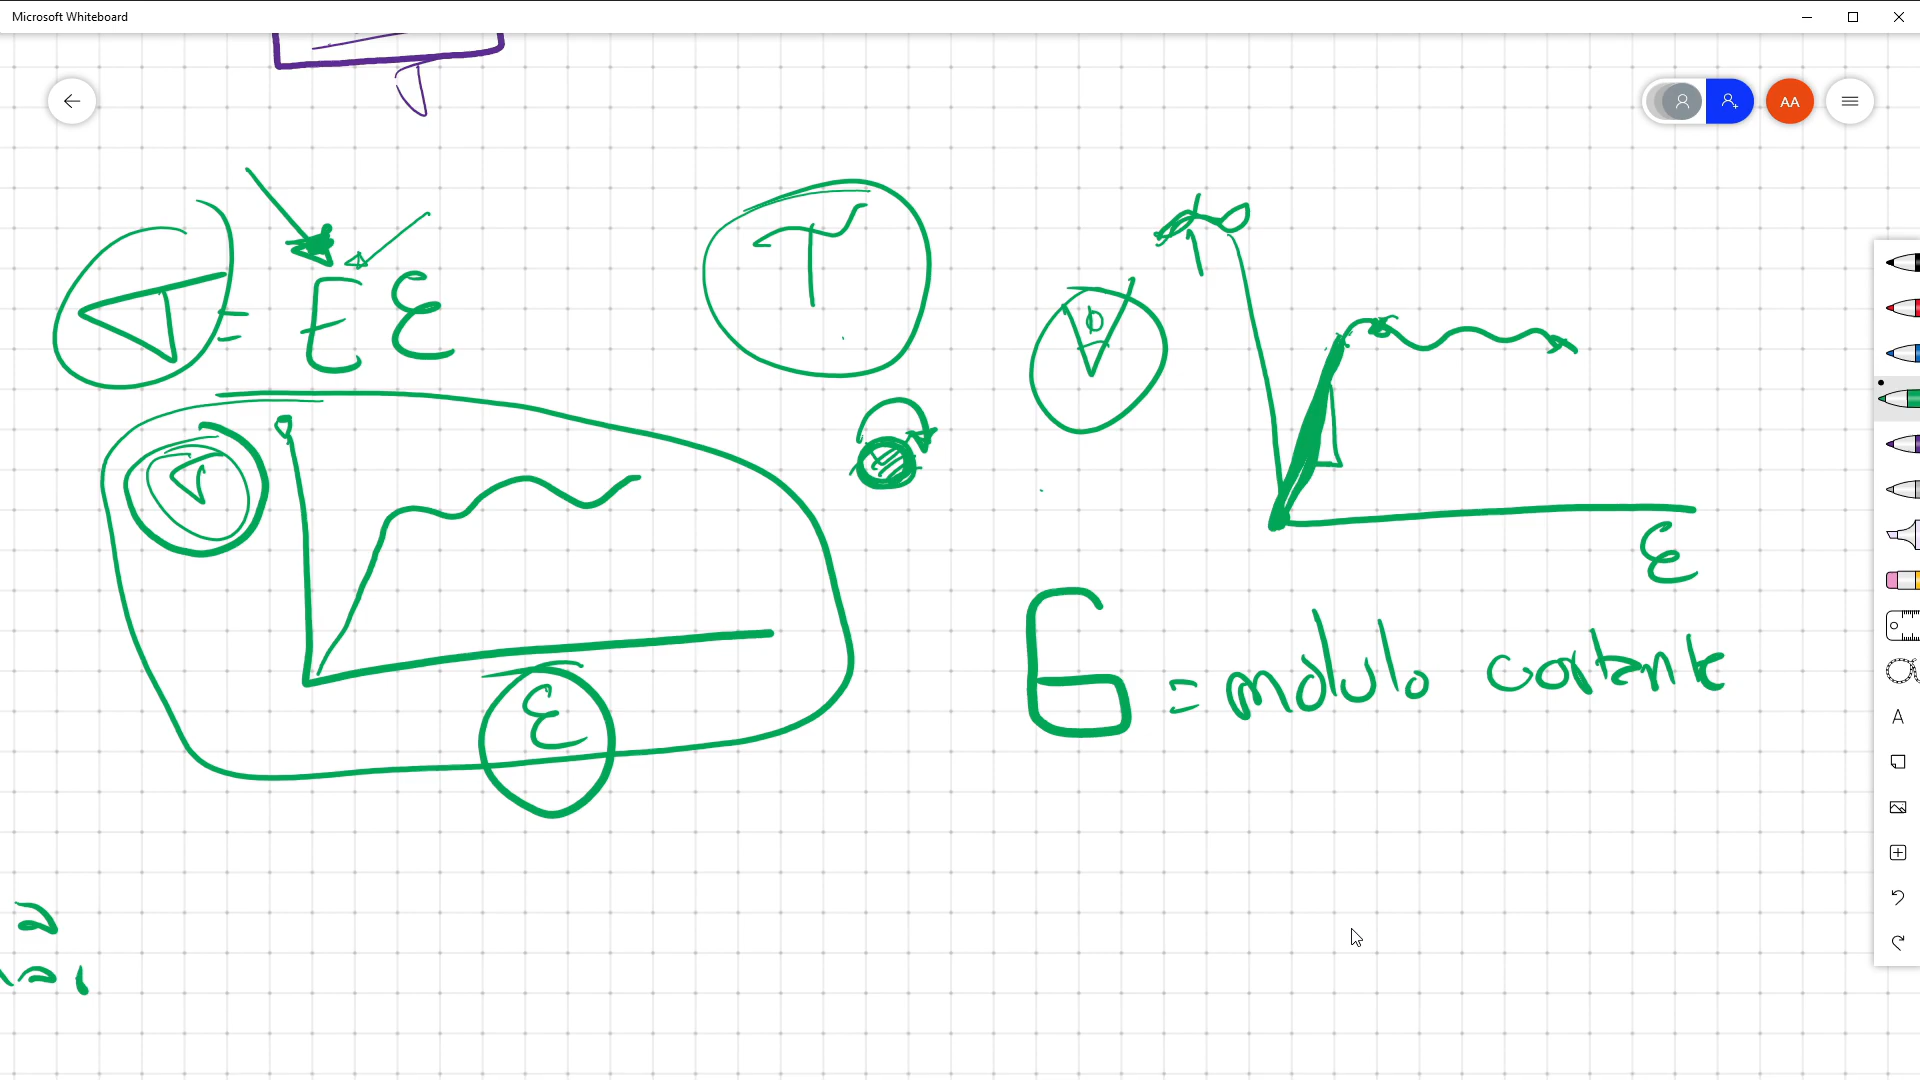 Microsoft Whiteboard
AA
σ = E ε
τ
ε
ε
G = modulo cortante
A